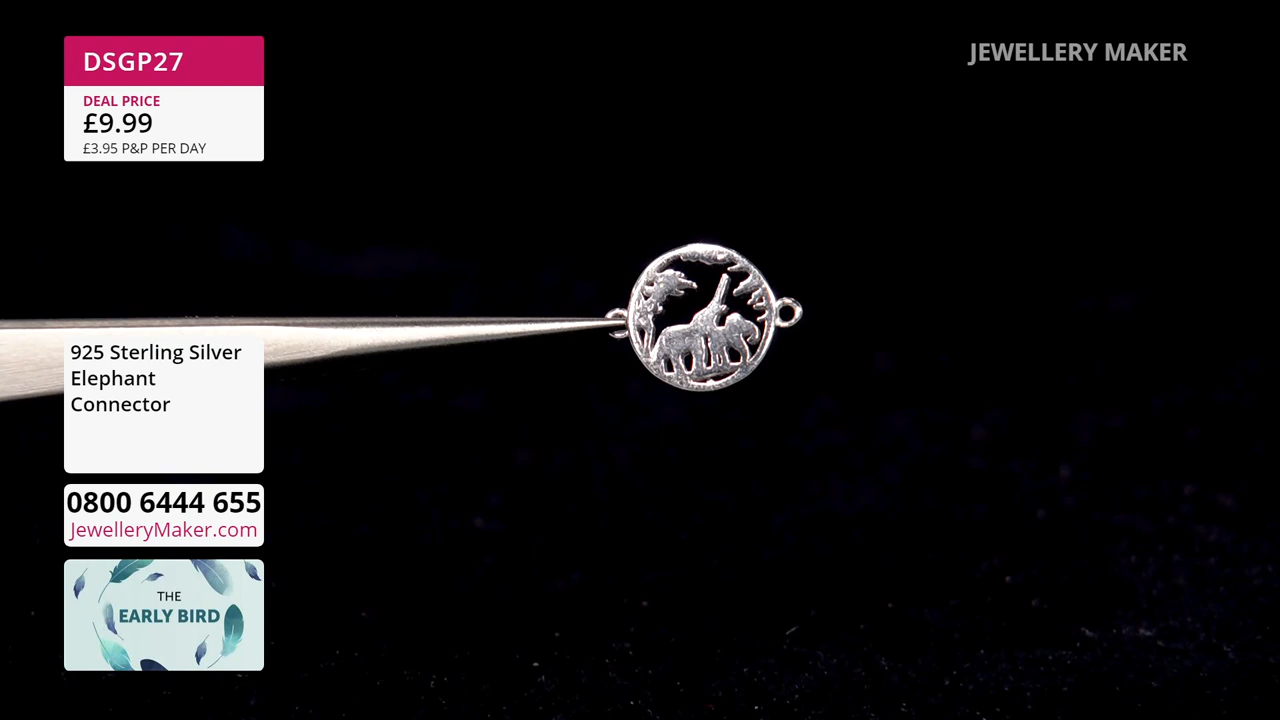 DSGP27
DEAL PRICE
£9.99
£3.95 P&P PER DAY
JEWELLERY MAKER
925 Sterling Silver
Elephant
Connector
0800 6444 655
JewelleryMaker.com
THE
EARLY BIRD